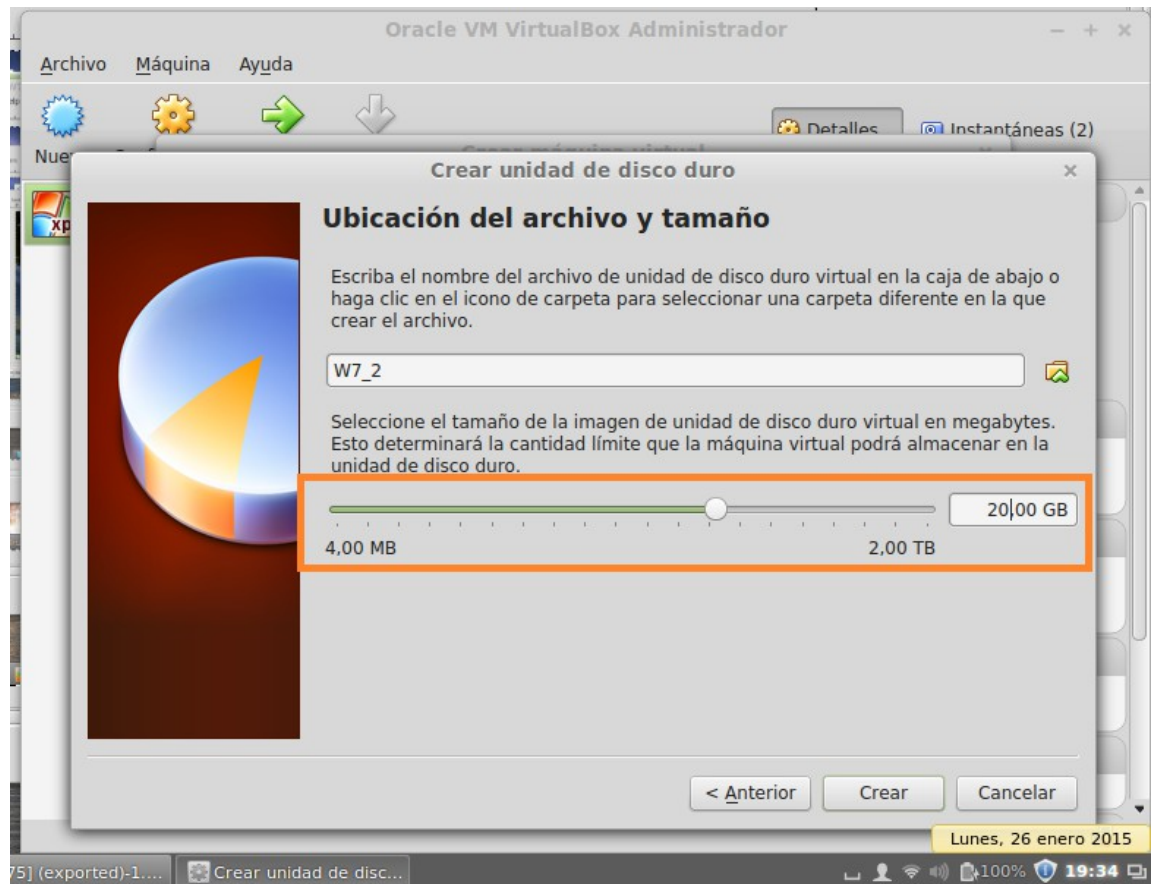 Oracle VM VirtualBox Administrador
Archivo Máquina Ayuda
Detalles Instantáneas (2)
Crear unidad de disco duro
xp
Ubicación del archivo y tamaño
Escriba el nombre del archivo de unidad de disco duro virtual en la caja de abajo o
haga clic en el icono de carpeta para seleccionar una carpeta diferente en la que
crear el archivo.
W7_2
Seleccione el tamaño de la imagen de unidad de disco duro virtual en megabytes.
Esto determinará la cantidad límite que la máquina virtual podrá almacenar en la
unidad de disco duro.
20,00 GB
4,00 MB 2,00 TB
< Anterior Crear Cancelar
Lunes, 26 enero 2015
75] (exported)-1.... Crear unidad de disc... 100% 19:34